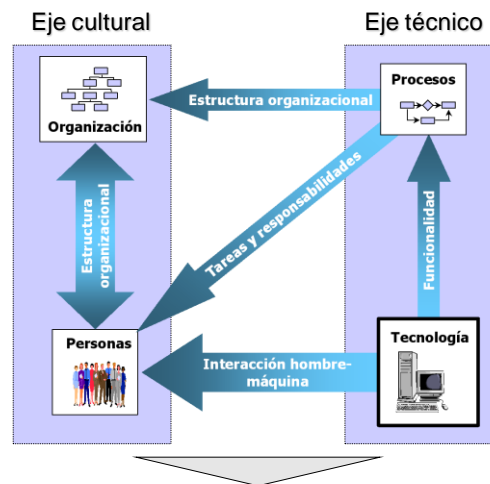 Eje cultural
Eje técnico
Organización
Procesos
Estructura organizacional
Estructura
organizacional
Tareas y responsabilidades
Funcionalidad
Personas
Tecnología
Interacción hombre-
máquina